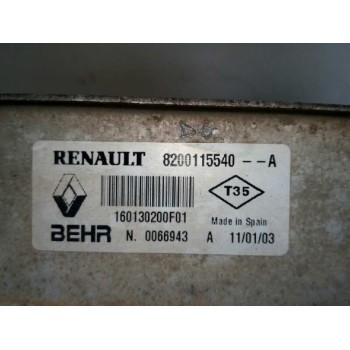 RENAULT 8200115540 --A
T35
160130200F01
Made in Spain
BEHR N. 0066943 A 11/01/03